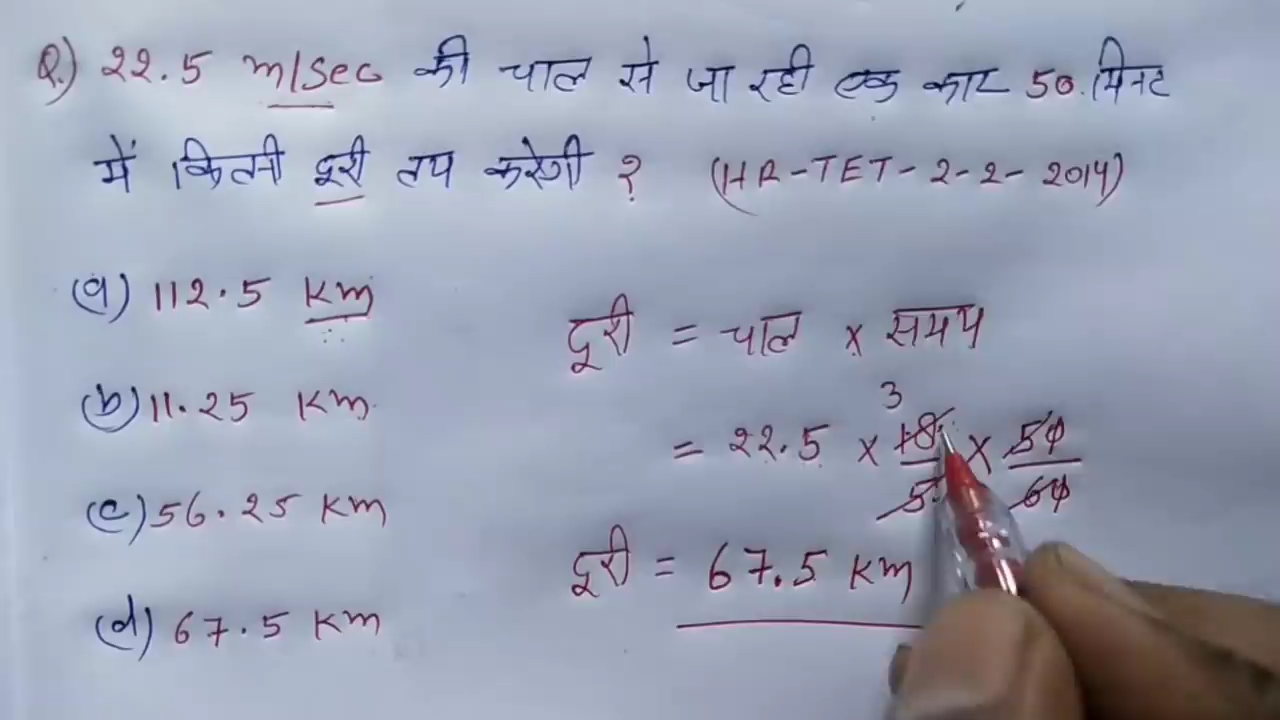 Q.) 22.5 m/sec की चाल से जा रही एक कार 50 मिनट
में कितनी दूरी तय करेगी ? (HR-TET-2-2-2014)
(a) 112.5 Km
(b) 11.25 Km
(c) 56.25 Km
(d) 67.5 Km
दूरी = चाल × समय
3
= 22.5 × 18/5 × 50/60
दूरी = 67.5 Km